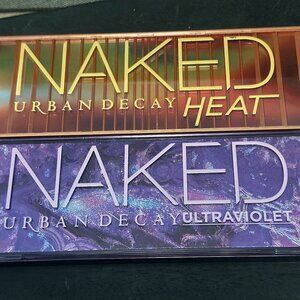 NAKED
URBAN DECAY HEAT
NAKED
URBAN DECAY ULTRAVIOLET